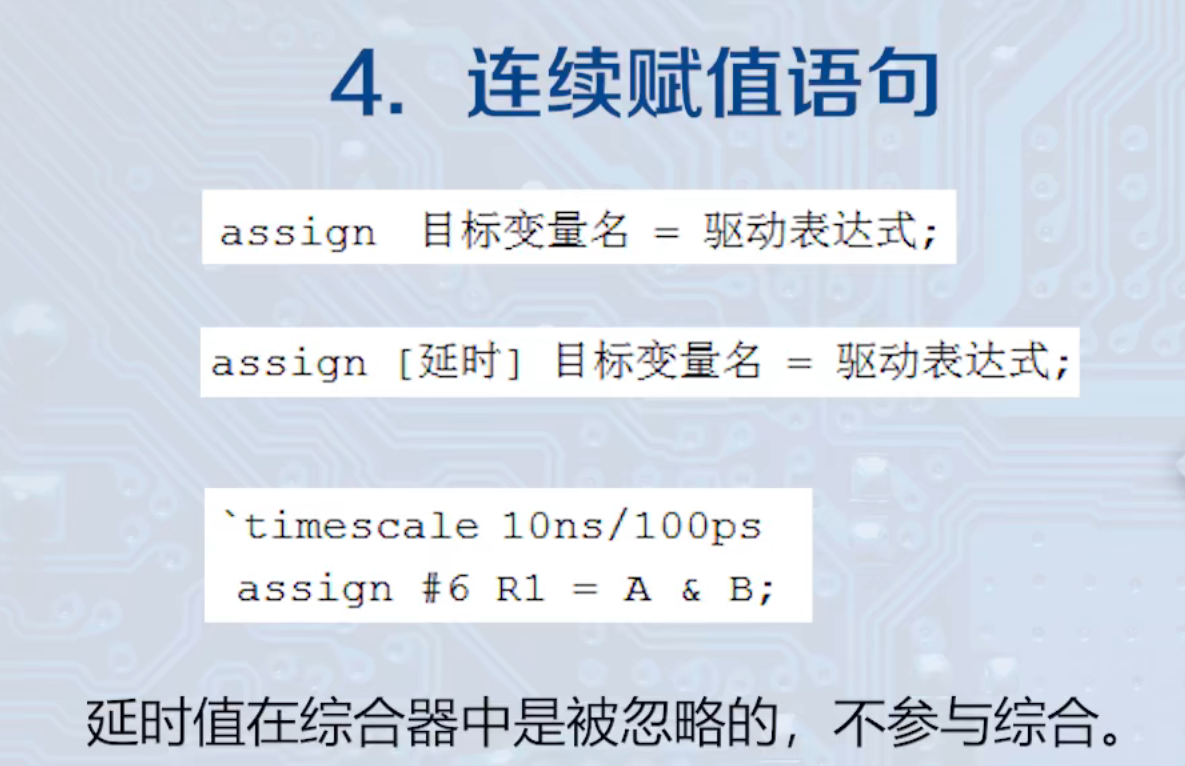 4. 连续赋值语句
assign 目标变量名 = 驱动表达式;
assign [延时] 目标变量名 = 驱动表达式;
`timescale 10ns/100ps
assign #6 R1 = A & B;
延时值在综合器中是被忽略的，不参与综合。